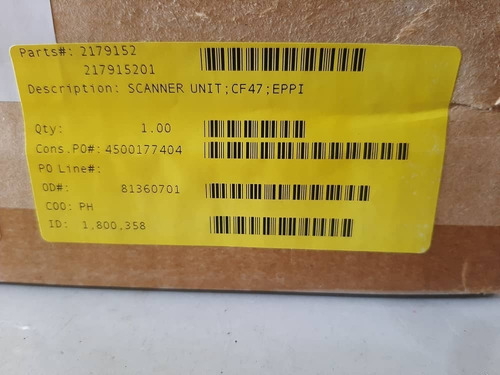 Parts#: 2179152
217915201
Description: SCANNER UNIT;CF47;EPPI
Qty: 1.00
Cons.PO#: 4500177404
PO Line#:
OD#: 81360701
COO: PH
ID: 1,800,358